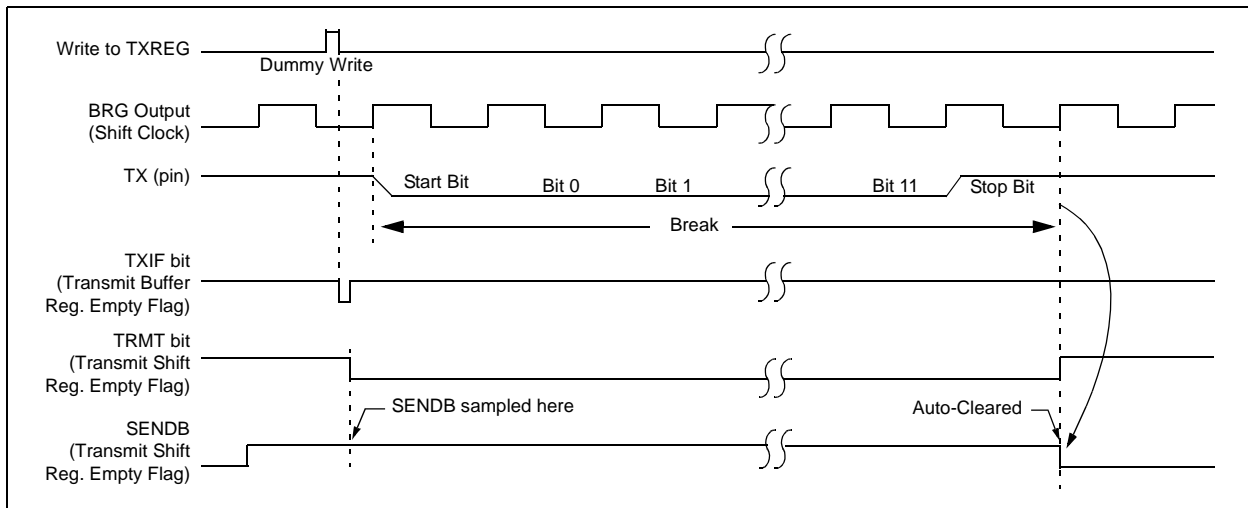 Write to TXREG
Dummy Write
BRG Output
(Shift Clock)
TX (pin)
Start Bit
Bit 0
Bit 1
Bit 11
Stop Bit
Break
TXIF bit
(Transmit Buffer
Reg. Empty Flag)
TRMT bit
(Transmit Shift
Reg. Empty Flag)
SENDB sampled here
Auto-Cleared
SENDB
(Transmit Shift
Reg. Empty Flag)